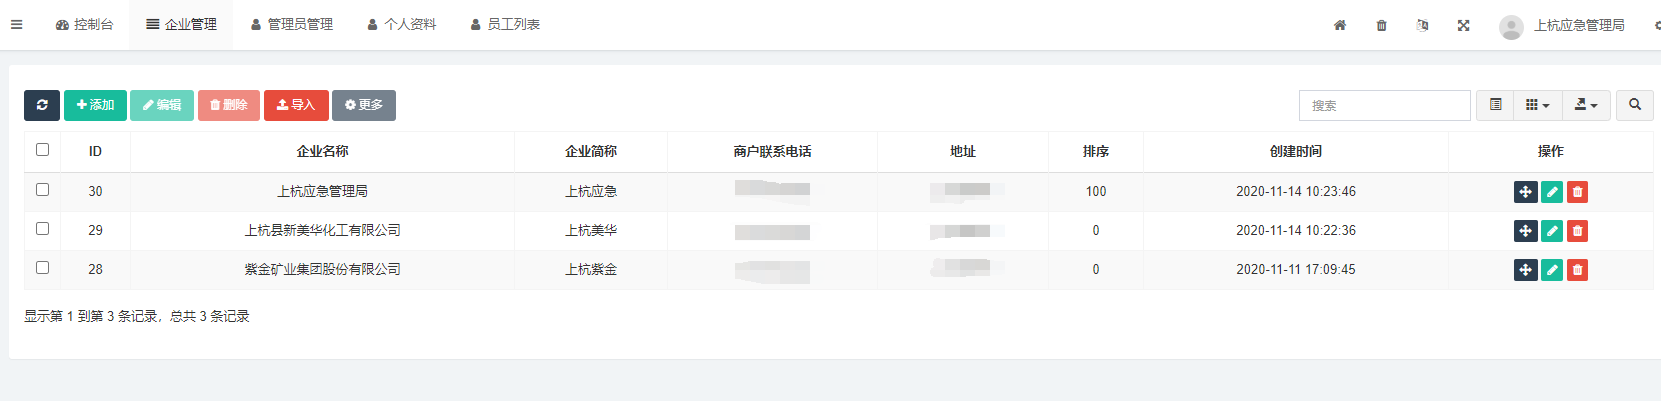 控制台 企业管理 管理员管理 个人资料 员工列表 上杭应急管理局
添加 编辑 删除 导入 更多 搜索
ID 企业名称 企业简称 商户联系电话 地址 排序 创建时间 操作
30 上杭应急管理局 上杭应急 100 2020-11-14 10:23:46
29 上杭县新美华化工有限公司 上杭美华 0 2020-11-14 10:22:36
28 紫金矿业集团股份有限公司 上杭紫金 0 2020-11-11 17:09:45
显示第 1 到第 3 条记录，总共 3 条记录